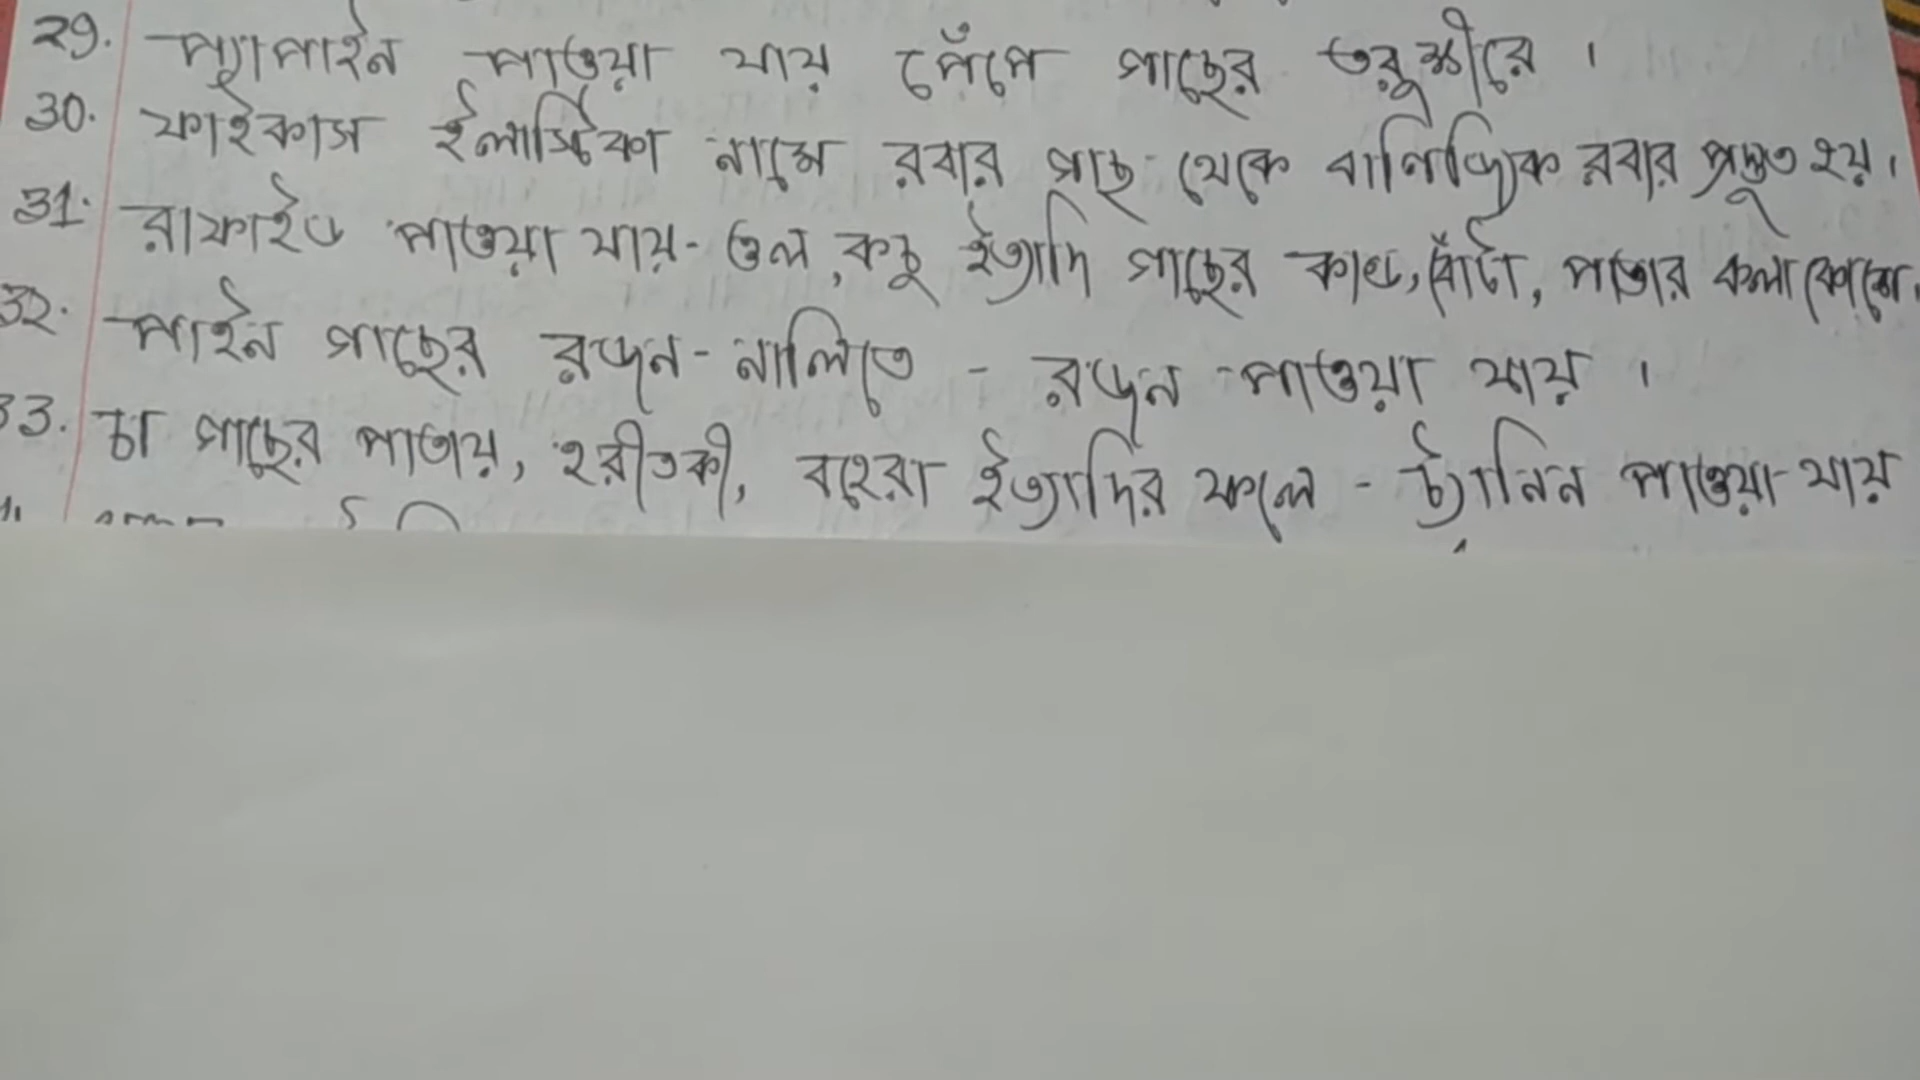 29. প্যাপাইন পাওয়া যায় পেঁপে গাছের তরুক্ষীরে ।
30. ফাইকাস ইলাস্টিকা নামে রবার গাছ থেকে বানিজ্যিক রবার প্রস্তুত হয় ।
31. রাফাইড পাওয়া যায় - ওল, কচু ইত্যাদি গাছের কান্ড, বোঁটা, পাতার কলাকোষে ।
32. পাইন গাছের রজন - নালিতে - রজন পাওয়া যায় ।
33. চা গাছের পাতায়, হরীতকী, বহেরা ইত্যাদির ফলে - ট্যানিন পাওয়া যায়